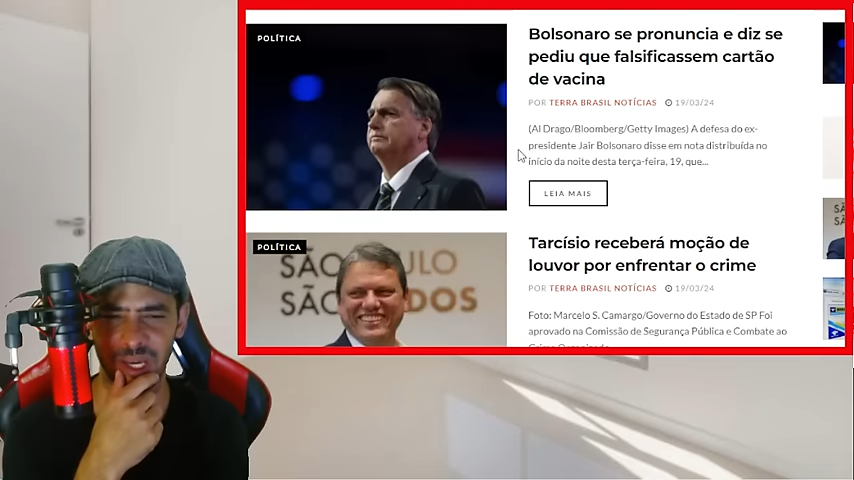 POLÍTICA
Bolsonaro se pronuncia e diz se
pediu que falsificassem cartão
de vacina
POR TERRA BRASIL NOTÍCIAS 19/03/24
(Al Drago/Bloomberg/Getty Images) A defesa do ex-
presidente Jair Bolsonaro disse em nota distribuída no
início da noite desta terça-feira, 19, que...
LEIA MAIS
POLÍTICA
SÃO PAULO
SÃO
DOS
Tarcísio receberá moção de
louvor por enfrentar o crime
POR TERRA BRASIL NOTÍCIAS 19/03/24
Foto: Marcelo S. Camargo/Governo do Estado de SP Foi
aprovado na Comissão de Segurança Pública e Combate ao